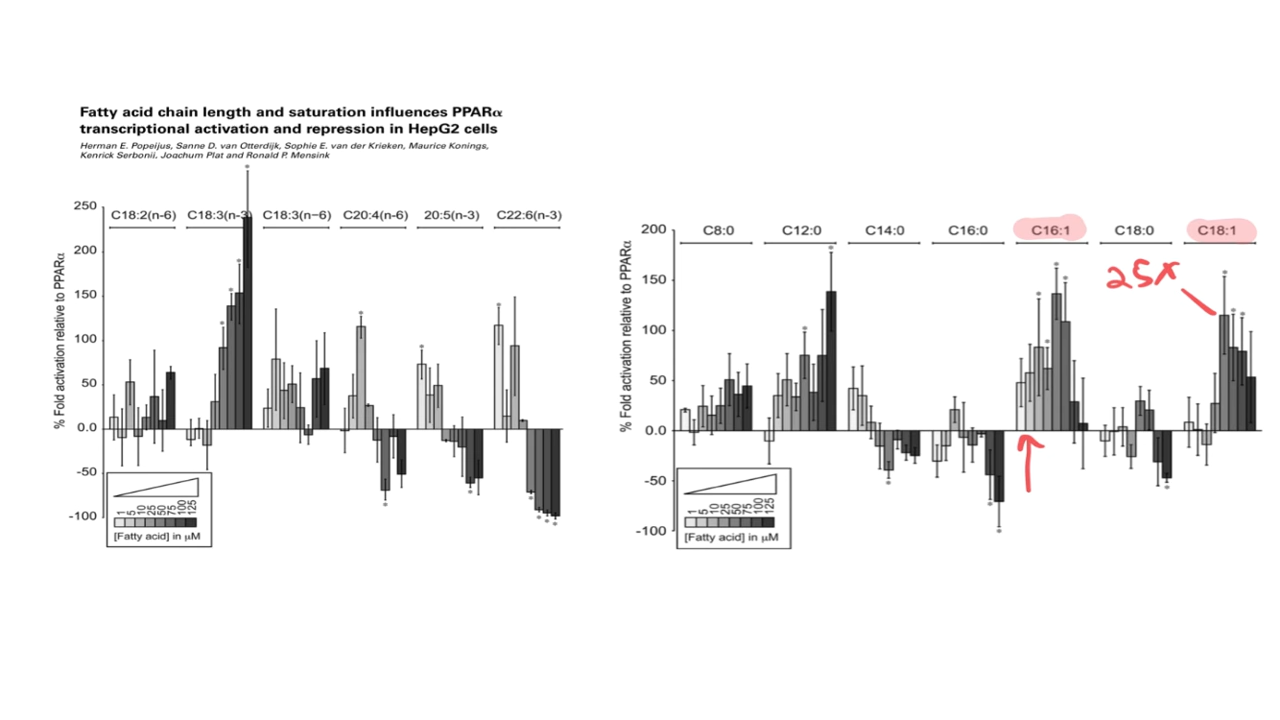 Fatty acid chain length and saturation influences PPARα
transcriptional activation and repression in HepG2 cells
Herman E. Popeijus, Sanne D. van Otterdijk, Sophie E. van der Krieken, Maurice Konings,
Kenrick Serbonij, Jogchum Plat and Ronald P. Mensink
% Fold activation relative to PPARα
250
200
150
100
50
0.0
-50
-100
C18:2(n-6) C18:3(n-3) C18:3(n-6) C20:4(n-6) 20:5(n-3) C22:6(n-3)
1 5 10 25 50 75 100 125
[Fatty acid] in µM
% Fold activation relative to PPARα
200
150
100
50
0.0
-50
-100
C8:0 C12:0 C14:0 C16:0 C16:1 C18:0 C18:1
25x
1 5 10 25 50 75 100 125
[Fatty acid] in µM